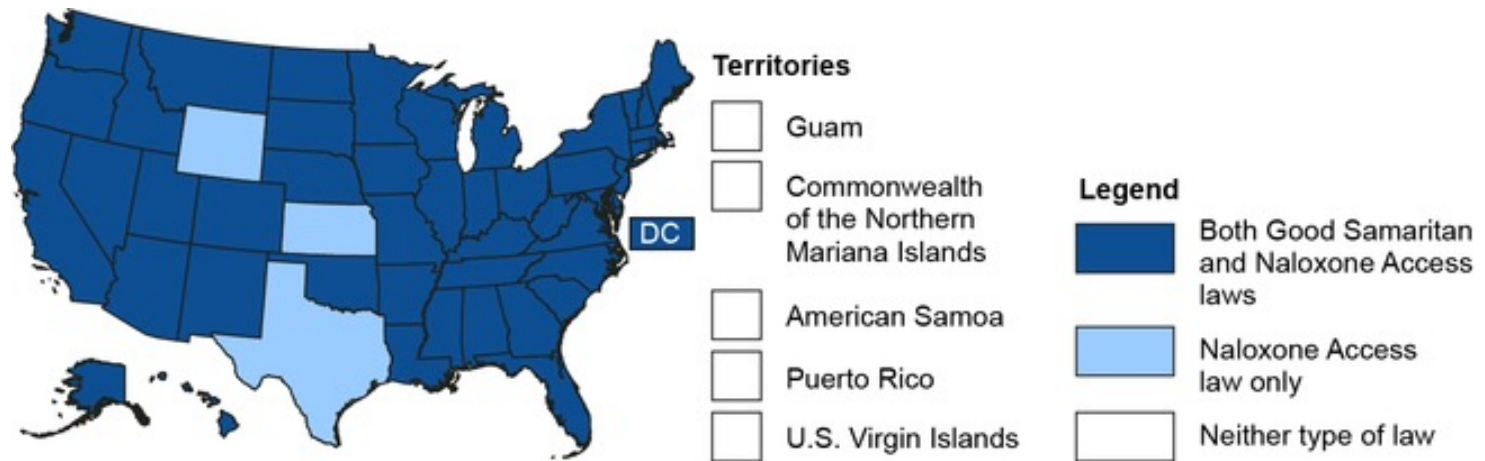 Territories
Guam
Commonwealth
of the Northern
Mariana Islands
American Samoa
Puerto Rico
U.S. Virgin Islands
DC
Legend
Both Good Samaritan
and Naloxone Access
laws
Naloxone Access
law only
Neither type of law